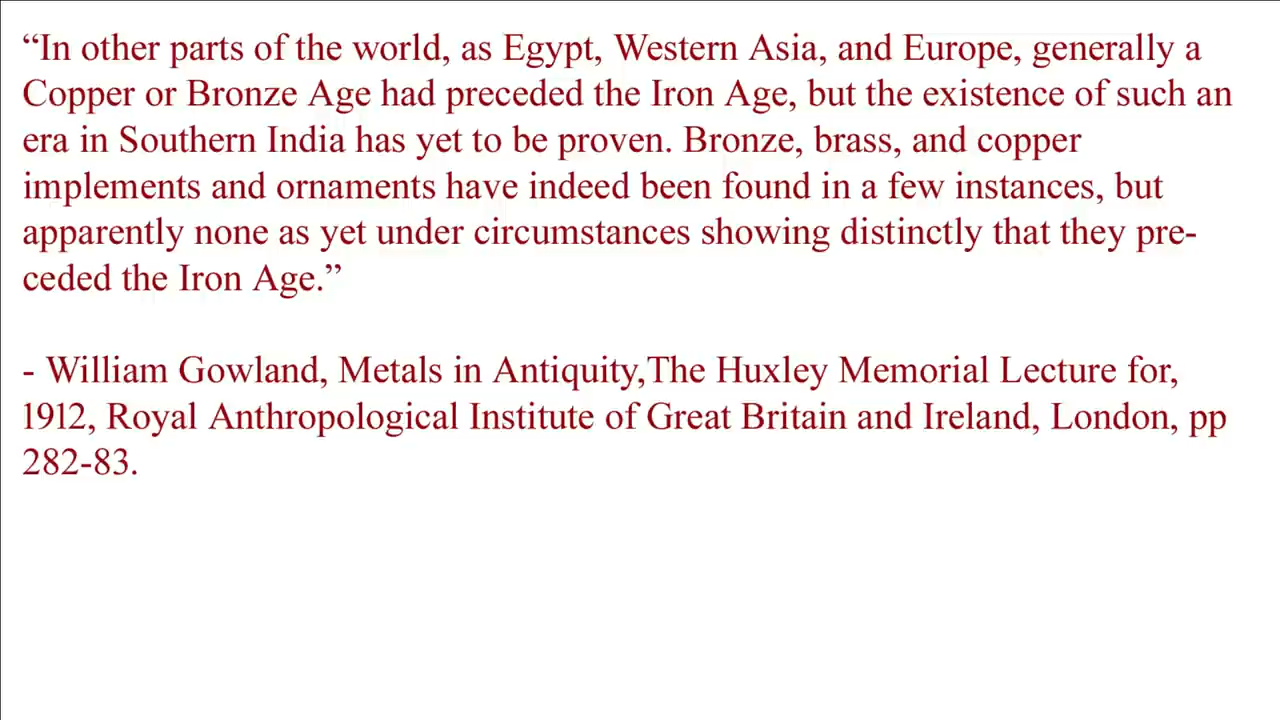 “In other parts of the world, as Egypt, Western Asia, and Europe, generally a
Copper or Bronze Age had preceded the Iron Age, but the existence of such an
era in Southern India has yet to be proven. Bronze, brass, and copper
implements and ornaments have indeed been found in a few instances, but
apparently none as yet under circumstances showing distinctly that they pre-
ceded the Iron Age.”
- William Gowland, Metals in Antiquity,The Huxley Memorial Lecture for,
1912, Royal Anthropological Institute of Great Britain and Ireland, London, pp
282-83.